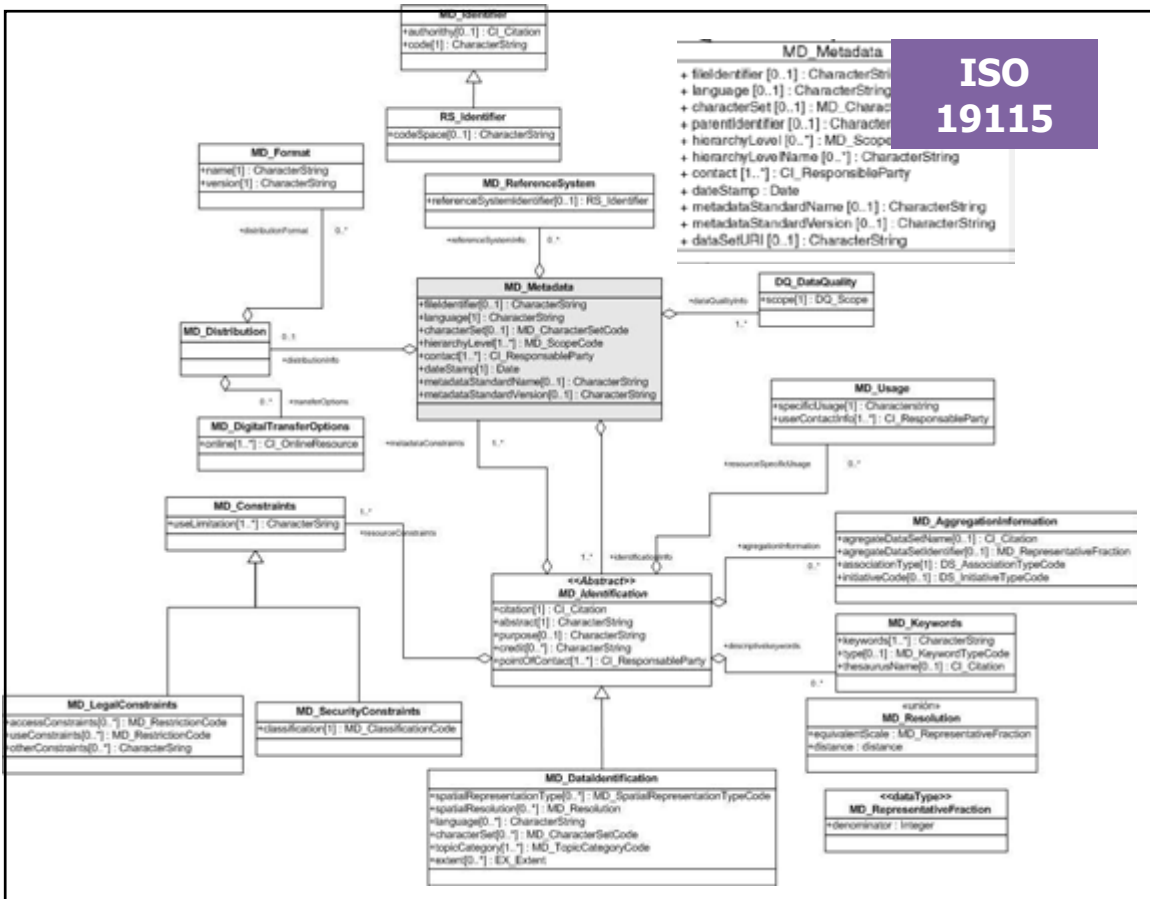 MD_Identifier
+authorithy[0..1] : CI_Citation
+code[1] : CharacterString
RS_Identifier
+codeSpace[0..1] : CharacterString
MD_Metadata
+ fileIdentifier [0..1] : CharacterStri
+ language [0..1] : CharacterString
+ characterSet [0..1] : MD_Charac
+ parentIdentifier [0..1] : Character
+ hierarchyLevel [0..*] : MD_Scope
+ hierarchyLevelName [0..*] : CharacterString
+ contact [1..*] : CI_ResponsibleParty
+ dateStamp : Date
+ metadataStandardName [0..1] : CharacterString
+ metadataStandardVersion [0..1] : CharacterString
+ dataSetURI [0..1] : CharacterString
ISO
19115
MD_Format
+name[1] : CharacterString
+version[1] : CharacterString
+distributionFormat
0..*
MD_ReferenceSystem
+referenceSystemIdentifier[0..1] : RS_Identifier
+referenceSystemInfo
0..*
MD_Metadata
+fileIdentifier[0..1] : CharacterString
+language[1] : CharacterString
+characterSet[0..1] : MD_CharacterSetCode
+hierarchyLevel[1..*] : MD_ScopeCode
+contact[1..*] : CI_ResponsableParty
+dateStamp[1] : Date
+metadataStandardName[0..1] : CharacterString
+metadataStandardVersion[0..1] : CharacterString
DQ_DataQuality
+scope[1] : DQ_Scope
+dataQualityInfo
1..*
MD_Distribution
0..1
+distributionInfo
0..*
+transferOptions
MD_DigitalTransferOptions
+online[1..*] : CI_OnlineResource
MD_Usage
+specificUsage[1] : Characterstring
+userContactInfo[1..*] : CI_ResponsableParty
+metadataConstraints
1..*
+resourceSpecificUsage
0..*
MD_Constraints
+useLimitation[1..*] : CharacterSring
1..*
+resourceConstraints
MD_AggregationInformation
+agregateDataSetName[0..1] : CI_Citation
+agregateDataSetIdentifier[0..1] : MD_RepresentativeFraction
+associationType[1] : DS_AssociationTypeCode
+initiativeCode[0..1] : DS_InitiativeTypeCode
+agregationInformation
0..*
1..*
+identificationInfo
<<Abstract>>
MD_Identification
+citation[1] : CI_Citation
+abstract[1] : CharacterString
+purpose[0..1] : CharacterString
+credit[0..*] : CharacterString
+pointOfContact[1..*] : CI_ResponsableParty
MD_Keywords
+keywords[1..*] : CharacterString
+type[0..1] : MD_KeywordTypeCode
+thesaurusName[0..1] : CI_Citation
+descriptivekeywords
0..*
MD_LegalConstraints
+accessConstraints[0..*] : MD_RestrictionCode
+useConstraints[0..*] : MD_RestrictionCode
+otherConstraints[0..*] : CharacterSring
MD_SecurityConstraints
+classification[1] : MD_ClassificationCode
«unión»
MD_Resolution
+equivalentScale : MD_RepresentativeFraction
+distance : distance
MD_DataIdentification
+spatialRepresentationType[0..*] : MD_SpatialRepresentationTypeCode
+spatialResolution[0..*] : MD_Resolution
+language[0..*] : CharacterString
+characterSet[0..*] : MD_CharacterSetCode
+topicCategory[1..*] : MD_TopicCategoryCode
+extent[0..*] : EX_Extent
<<dataType>>
MD_RepresentativeFraction
+denominator : Integer